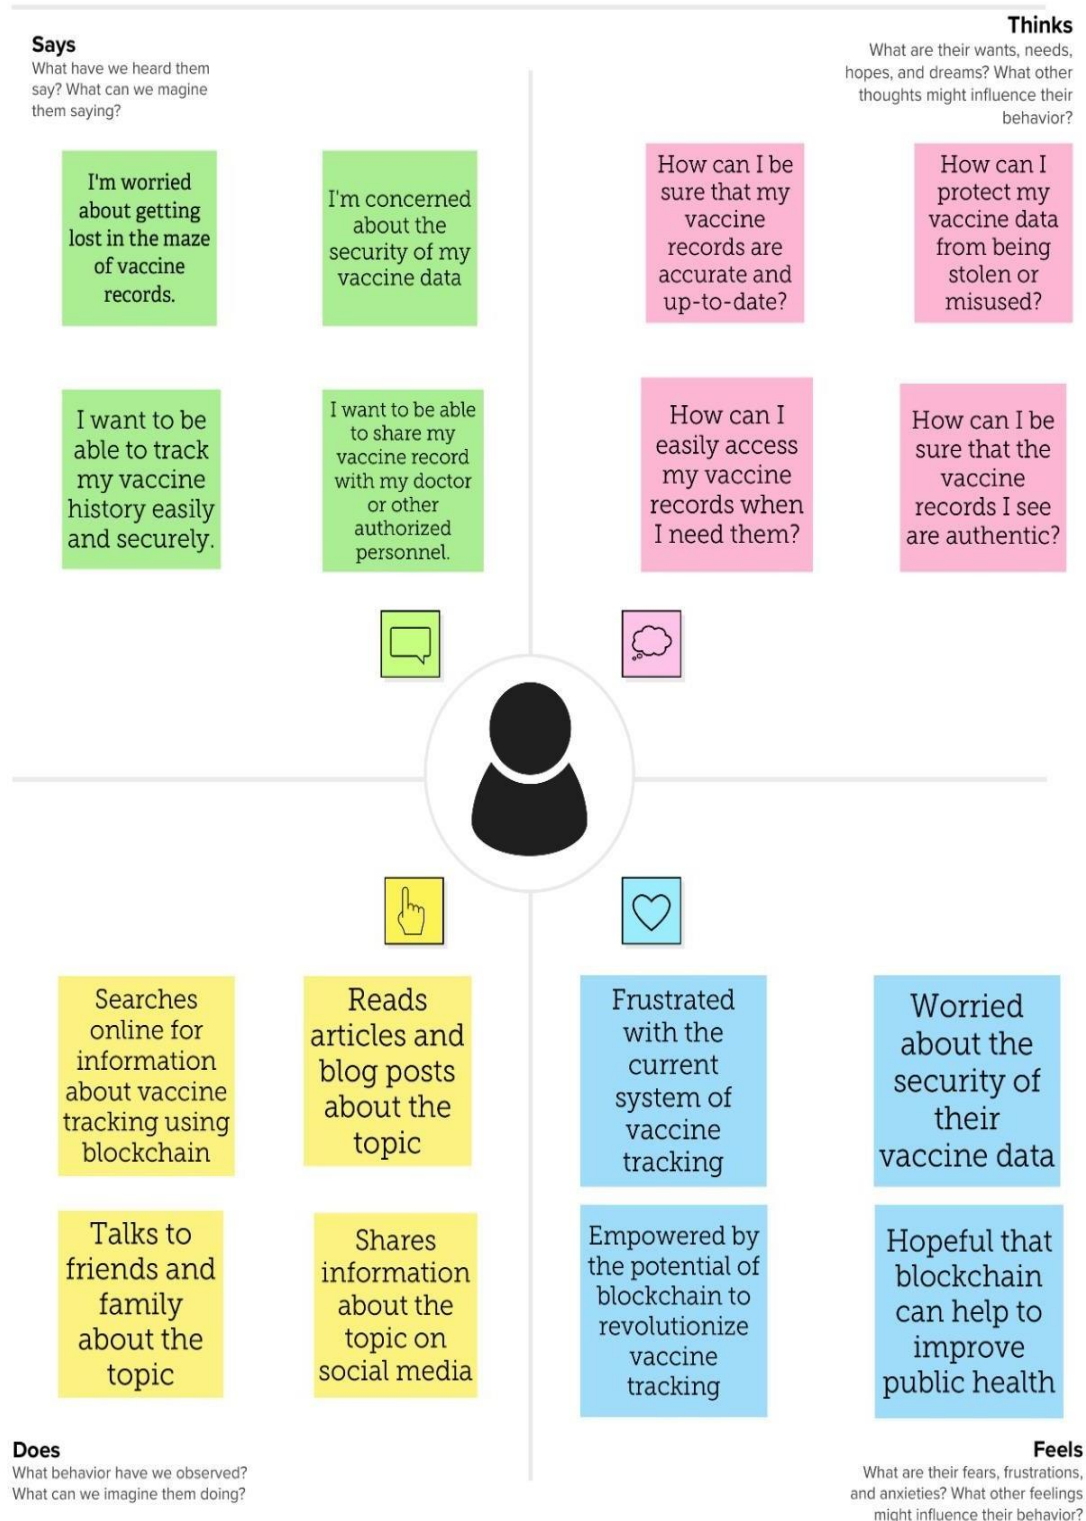 Says
What have we heard them
say? What can we magine
them saying?
Thinks
What are their wants, needs,
hopes, and dreams? What other
thoughts might influence their
behavior?
I'm worried
about getting
lost in the maze
of vaccine
records.
I'm concerned
about the
security of my
vaccine data
How can I be
sure that my
vaccine
records are
accurate and
up-to-date?
How can I
protect my
vaccine data
from being
stolen or
misused?
I want to be
able to track
my vaccine
history easily
and securely.
I want to be able
to share my
vaccine record
with my doctor
or other
authorized
personnel.
How can I
easily access
my vaccine
records when
I need them?
How can I be
sure that the
vaccine
records I see
are authentic?
Searches
online for
information
about vaccine
tracking using
blockchain
Reads
articles and
blog posts
about the
topic
Frustrated
with the
current
system of
vaccine
tracking
Worried
about the
security of
their
vaccine data
Talks to
friends and
family
about the
topic
Shares
information
about the
topic on
social media
Empowered by
the potential of
blockchain to
revolutionize
vaccine
tracking
Hopeful that
blockchain
can help to
improve
public health
Does
What behavior have we observed?
What can we imagine them doing?
Feels
What are their fears, frustrations,
and anxieties? What other feelings
might influence their behavior?